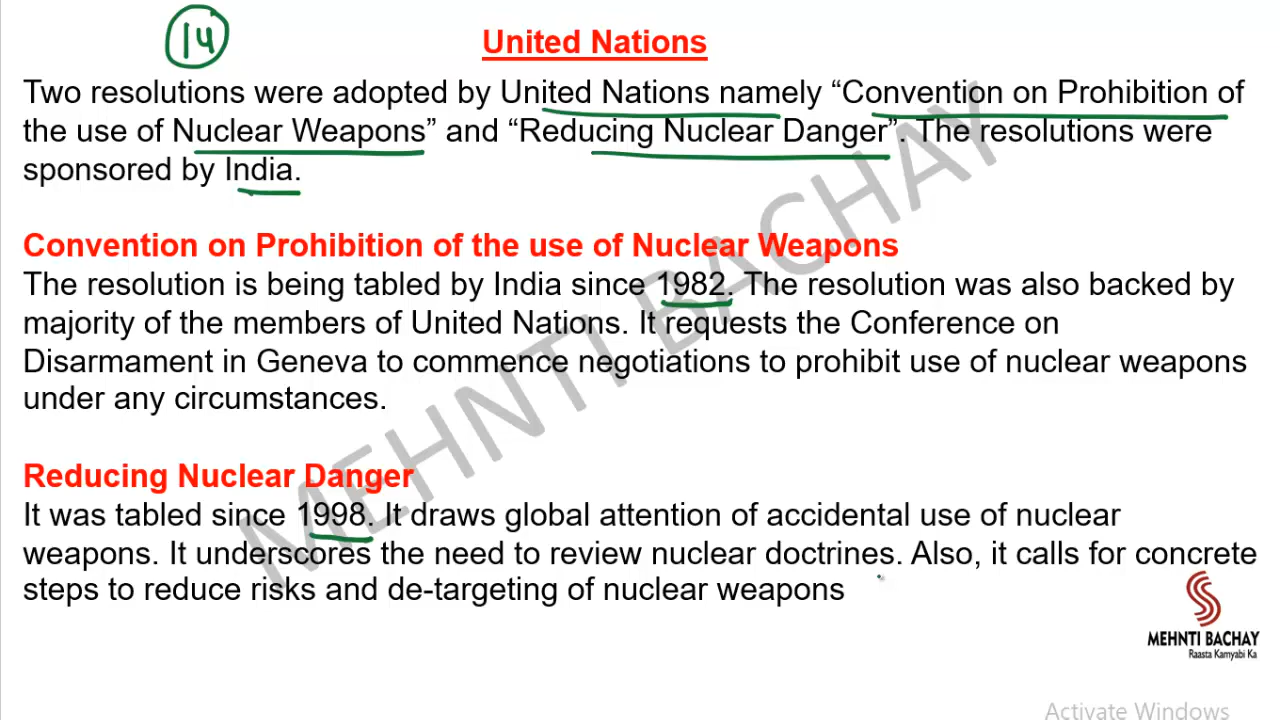 14
United Nations
Two resolutions were adopted by United Nations namely “Convention on Prohibition of
the use of Nuclear Weapons” and “Reducing Nuclear Danger”. The resolutions were
sponsored by India.
Convention on Prohibition of the use of Nuclear Weapons
The resolution is being tabled by India since 1982. The resolution was also backed by
majority of the members of United Nations. It requests the Conference on
Disarmament in Geneva to commence negotiations to prohibit use of nuclear weapons
under any circumstances.
Reducing Nuclear Danger
It was tabled since 1998. It draws global attention of accidental use of nuclear
weapons. It underscores the need to review nuclear doctrines. Also, it calls for concrete
steps to reduce risks and de-targeting of nuclear weapons
MEHNTI BACHAY
MEHNTI BACHAY
Raasta Kamyabi Ka
Activate Windows